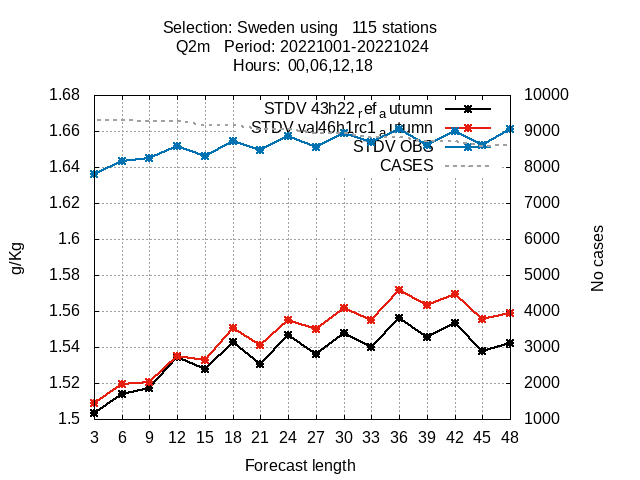 Selection: Sweden using   115 stations
Q2m   Period: 20221001-20221024
Hours:  00,06,12,18
STDV 43h22refautumn
STDV val46h1rc1autumn
STDV OBS
CASES
1.68
1.66
1.64
1.62
1.6
1.58
1.56
1.54
1.52
1.5
10000
9000
8000
7000
6000
5000
4000
3000
2000
1000
g/Kg
No cases
3 6 9 12 15 18 21 24 27 30 33 36 39 42 45 48
Forecast length